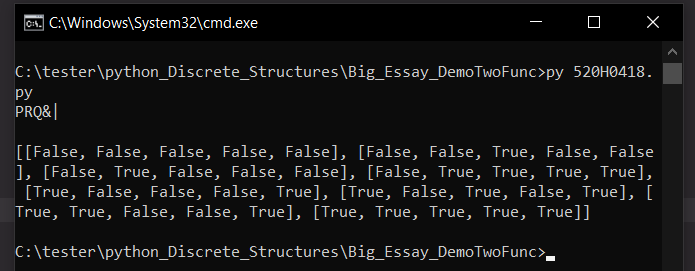 C:\Windows\System32\cmd.exe
C:\tester\python_Discrete_Structures\Big_Essay_DemoTwoFunc>py 520H0418.
py
PRQ&|
[[False, False, False, False, False], [False, False, True, False, False
], [False, True, False, False, False], [False, True, True, True, True],
 [True, False, False, False, True], [True, False, True, False, True], [
True, True, False, False, True], [True, True, True, True, True]]
C:\tester\python_Discrete_Structures\Big_Essay_DemoTwoFunc>